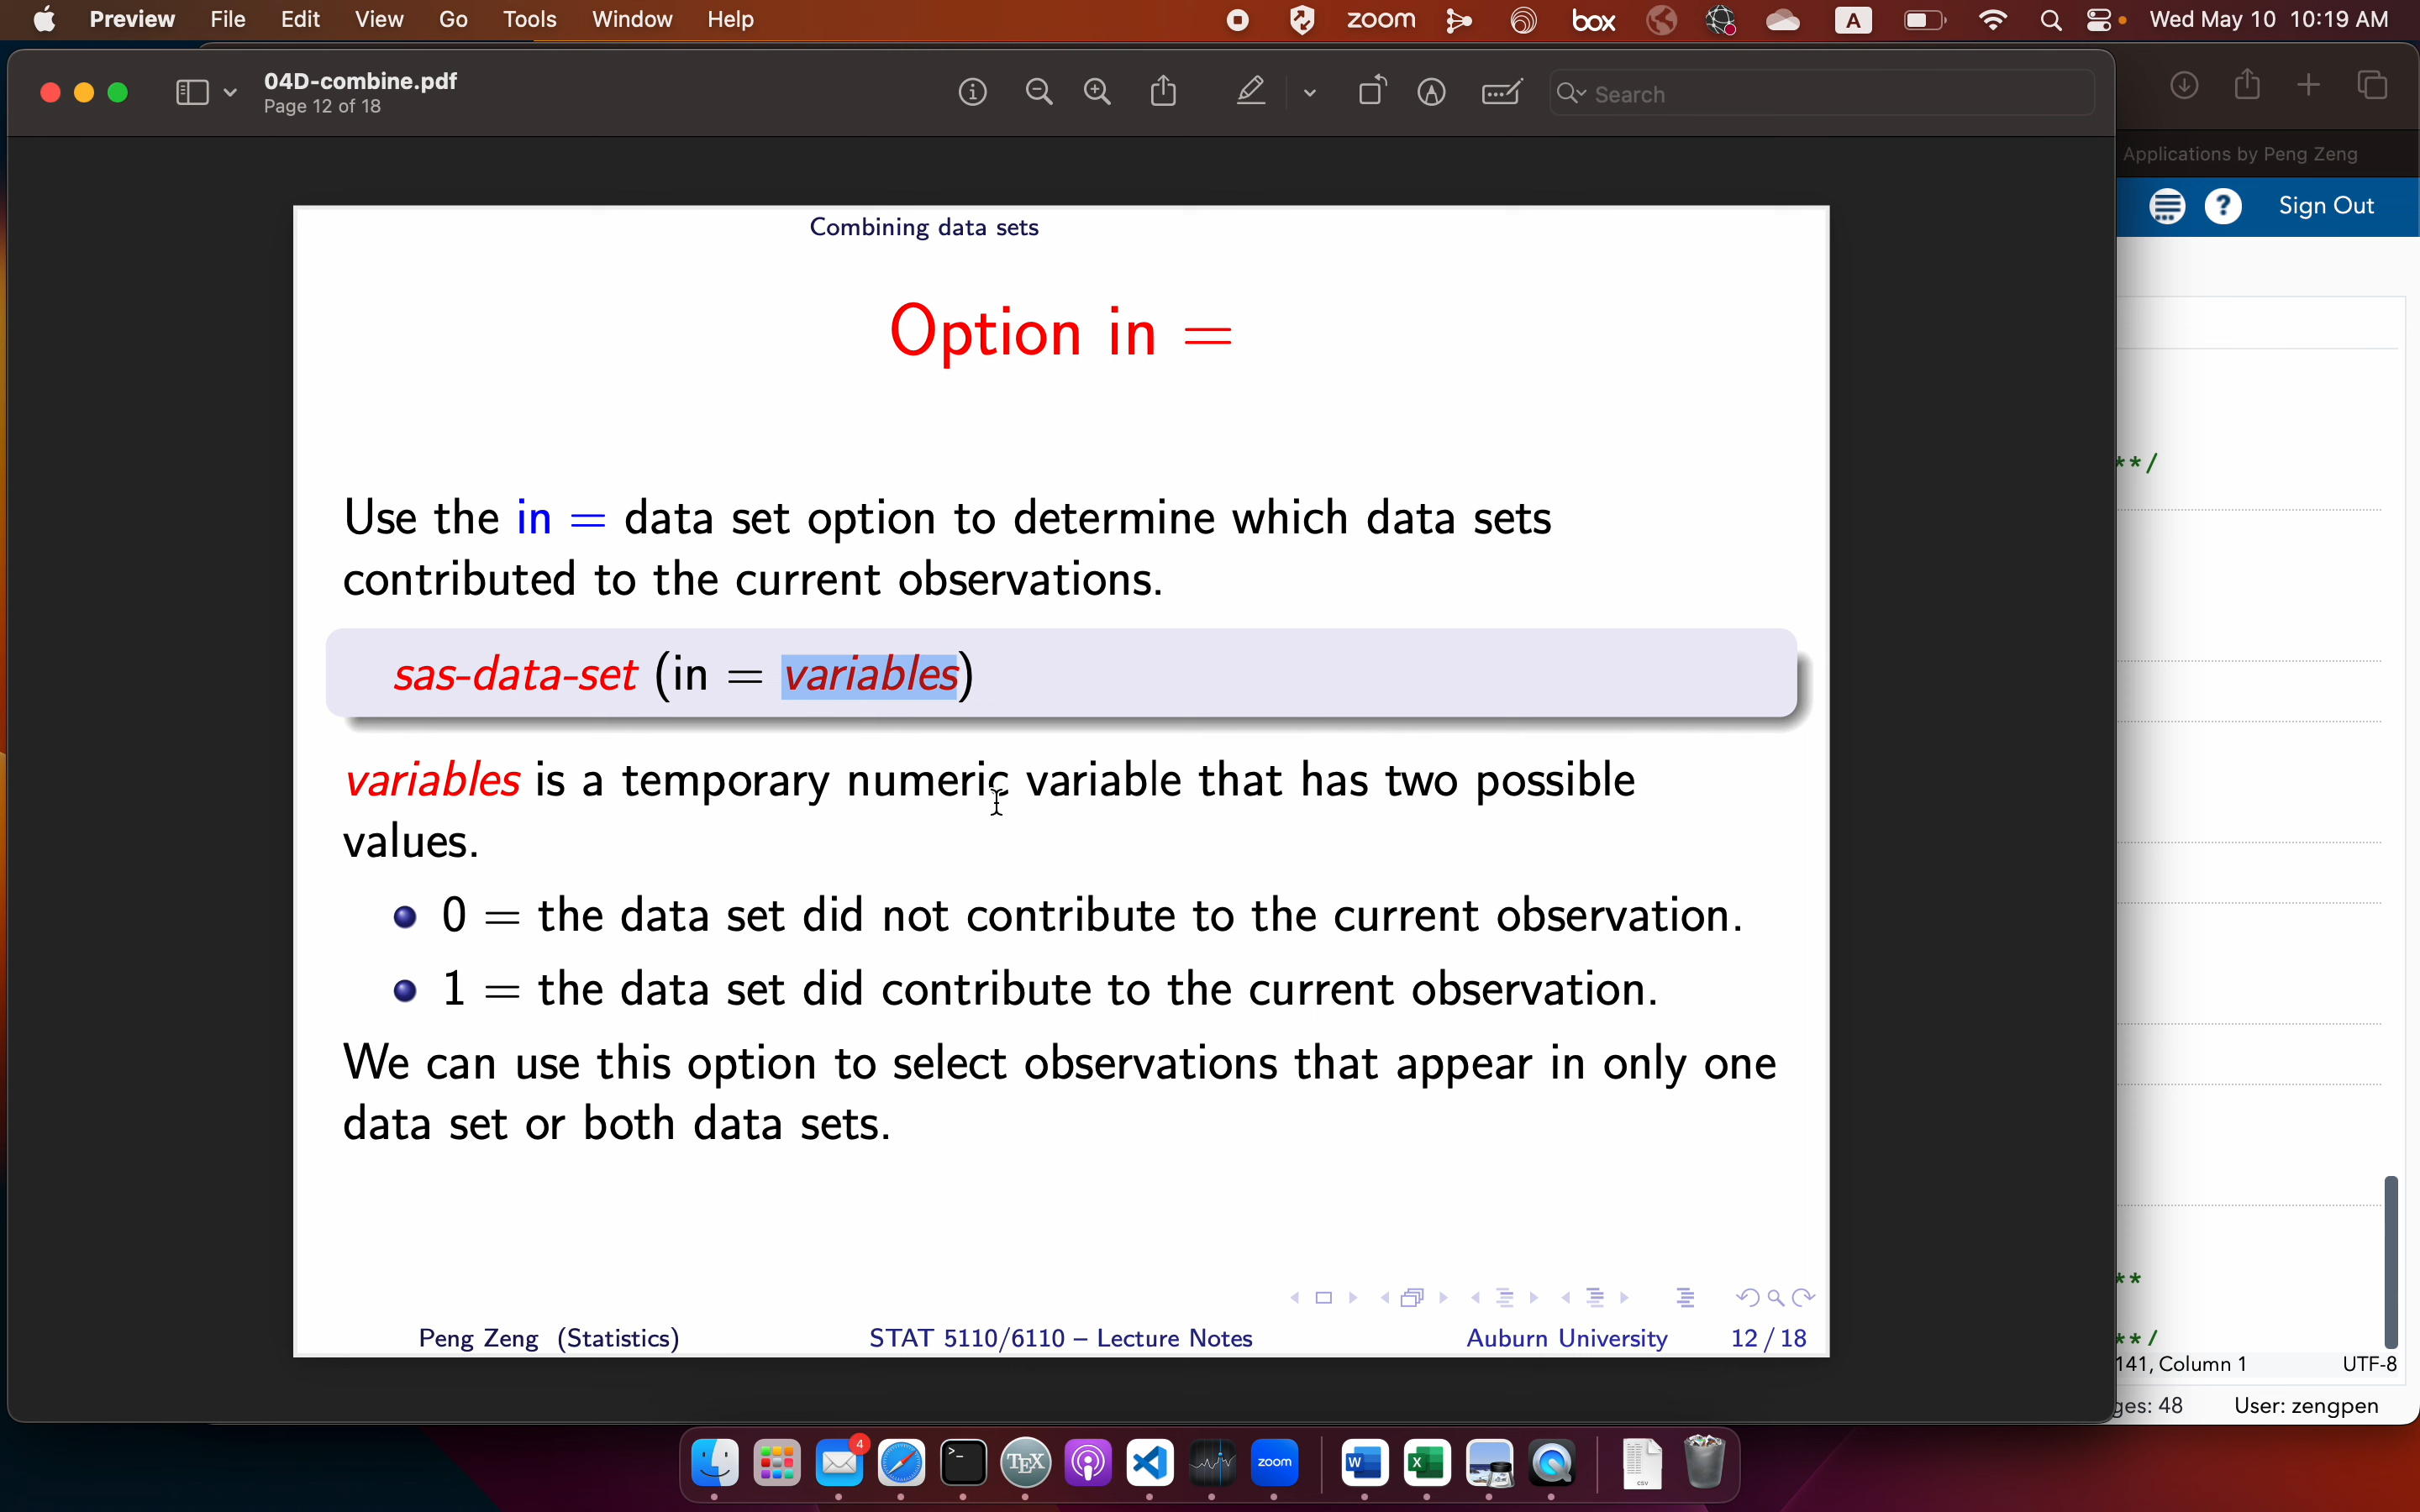 Preview File Edit View Go Tools Window Help zoom box A Wed May 10 10:19 AM
04D-combine.pdf
Page 12 of 18
Search
Applications by Peng Zeng
? Sign Out
Combining data sets
Option in =
Use the in = data set option to determine which data sets
contributed to the current observations.
sas-data-set (in = variables)
variables is a temporary numeric variable that has two possible
values.
0 = the data set did not contribute to the current observation.
1 = the data set did contribute to the current observation.
We can use this option to select observations that appear in only one
data set or both data sets.
Peng Zeng (Statistics) STAT 5110/6110 – Lecture Notes Auburn University 12 / 18
**/
**
**/
141, Column 1 UTF-8
ges: 48 User: zengpen
4
TEX
zoom
W
X
CSV